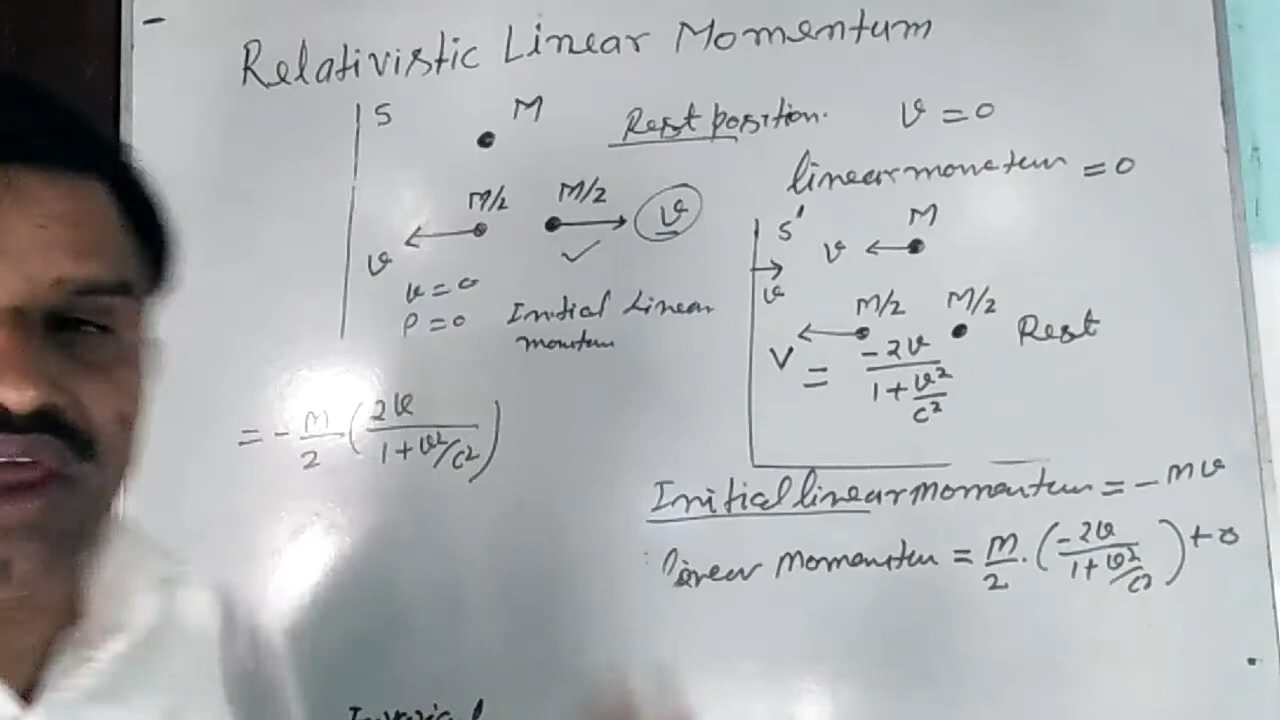 Relativistic Linear Momentum
S
M
Rest position. v = 0
linear monetum = 0
M/2 M/2
v
v
v = 0
P = 0 Initial Linear
momtum
S'
M
v
v
M/2 M/2 Rest
V = -2v / (1 + v²/c²)
= - M/2 (2v / (1 + v²/c²))
Initial linear momentum = - Mv
linear momentum = M/2 · (-2v / (1 + v²/c²)) + 0